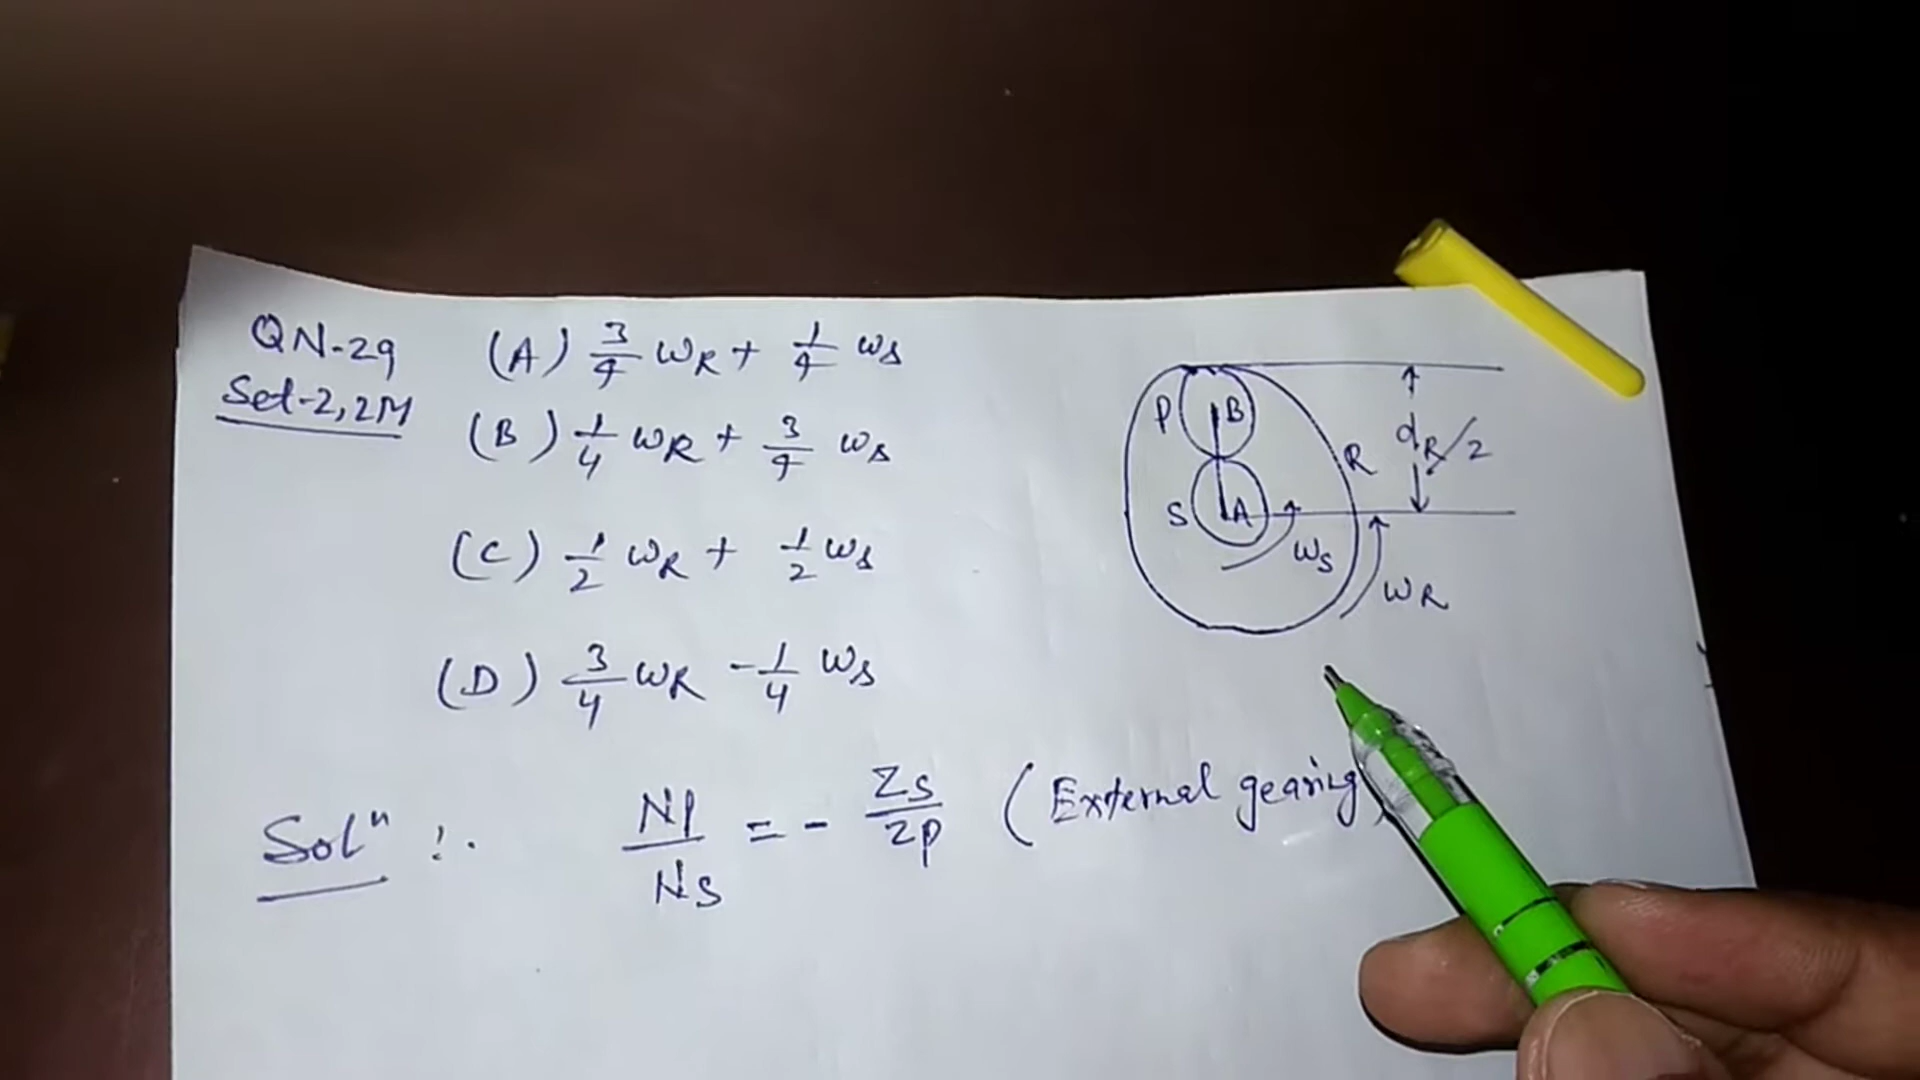 QN-29
Set-2, 2M
(A) 3/4 ωR + 1/4 ωs
(B) 1/4 ωR + 3/4 ωs
(C) 1/2 ωR + 1/2 ωs
(D) 3/4 ωR - 1/4 ωs
P B
S A
R
dR/2
ωS
ωR
Solⁿ :.
NP/NS = - ZS/ZP (External gearing)